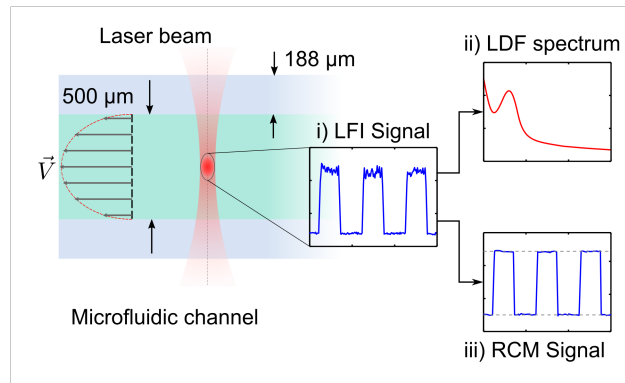 Laser beam
188 µm
500 µm
V
Microfluidic channel
i) LFI Signal
ii) LDF spectrum
iii) RCM Signal